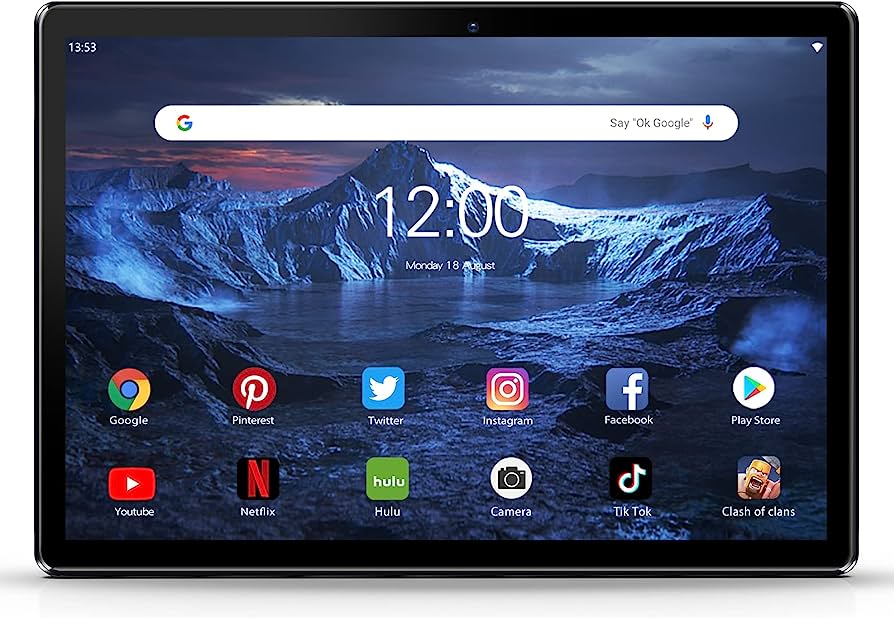 13:53
Say "Ok Google"
12:00
Monday 18 August
Google
Pinterest
Twitter
Instagram
Facebook
Play Store
hulu
Youtube
Netflix
Hulu
Camera
Tik Tok
Clash of clans